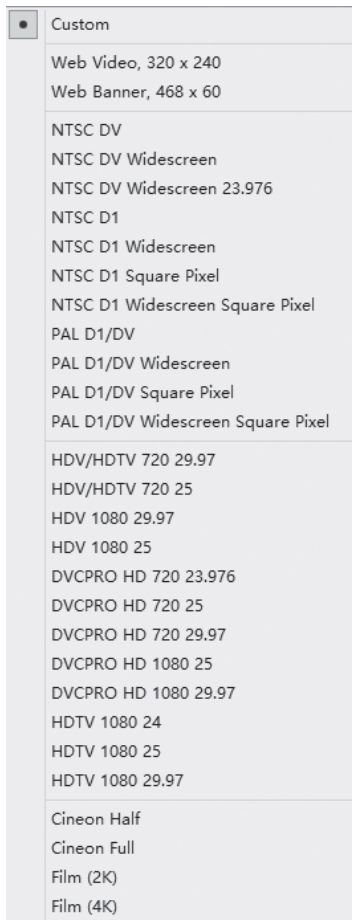 Custom
Web Video, 320 x 240
Web Banner, 468 x 60
NTSC DV
NTSC DV Widescreen
NTSC DV Widescreen 23.976
NTSC D1
NTSC D1 Widescreen
NTSC D1 Square Pixel
NTSC D1 Widescreen Square Pixel
PAL D1/DV
PAL D1/DV Widescreen
PAL D1/DV Square Pixel
PAL D1/DV Widescreen Square Pixel
HDV/HDTV 720 29.97
HDV/HDTV 720 25
HDV 1080 29.97
HDV 1080 25
DVCPRO HD 720 23.976
DVCPRO HD 720 25
DVCPRO HD 720 29.97
DVCPRO HD 1080 25
DVCPRO HD 1080 29.97
HDTV 1080 24
HDTV 1080 25
HDTV 1080 29.97
Cineon Half
Cineon Full
Film (2K)
Film (4K)